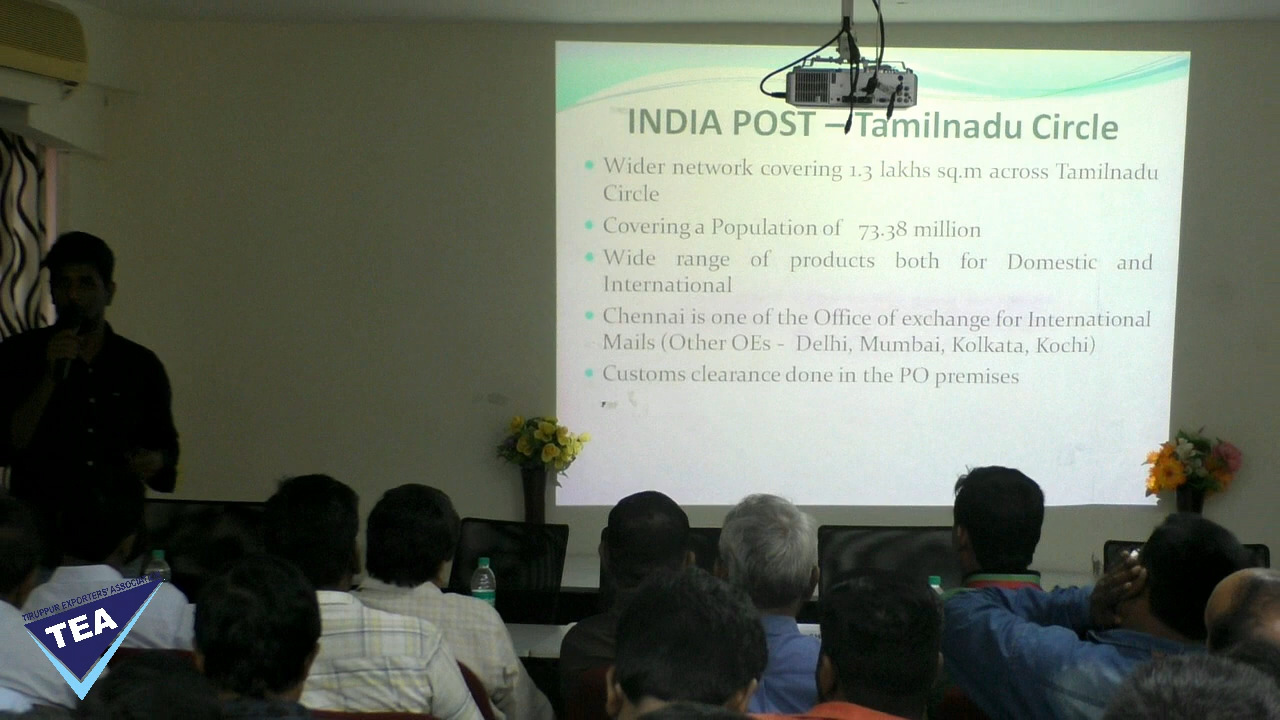 INDIA POST – Tamilnadu Circle
Wider network covering 1.3 lakhs sq.m across Tamilnadu
Circle
Covering a Population of 73.38 million
Wide range of products both for Domestic and
International
Chennai is one of the Office of exchange for International
Mails (Other OEs - Delhi, Mumbai, Kolkata, Kochi)
Customs clearance done in the PO premises
TIRUPPUR EXPORTERS' ASSOCIAT
TEA